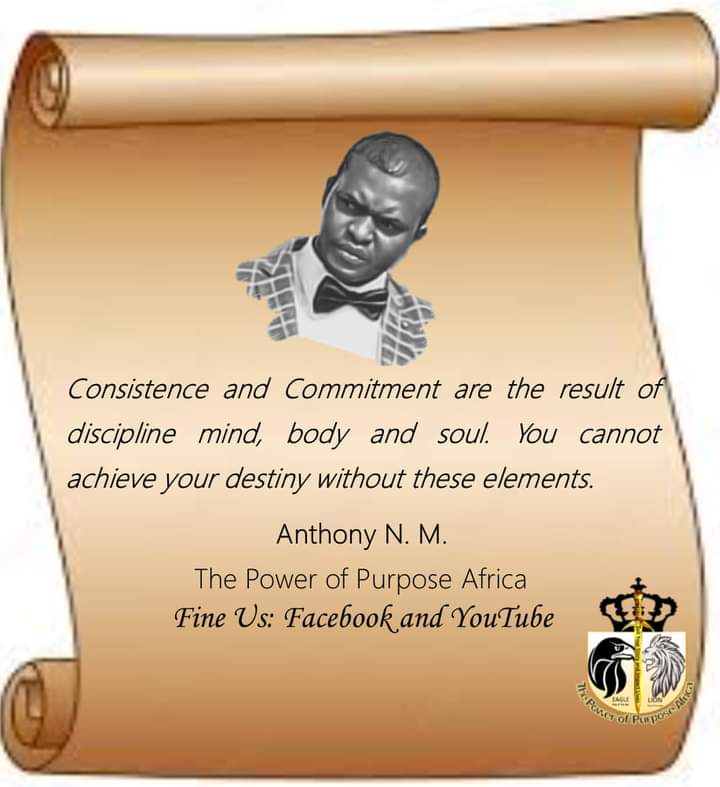 Consistence and Commitment are the result of
discipline mind, body and soul. You cannot
achieve your destiny without these elements.
Anthony N. M.
The Power of Purpose Africa
Fine Us: Facebook and YouTube
EAGLE
LION
The Power of Purpose Africa